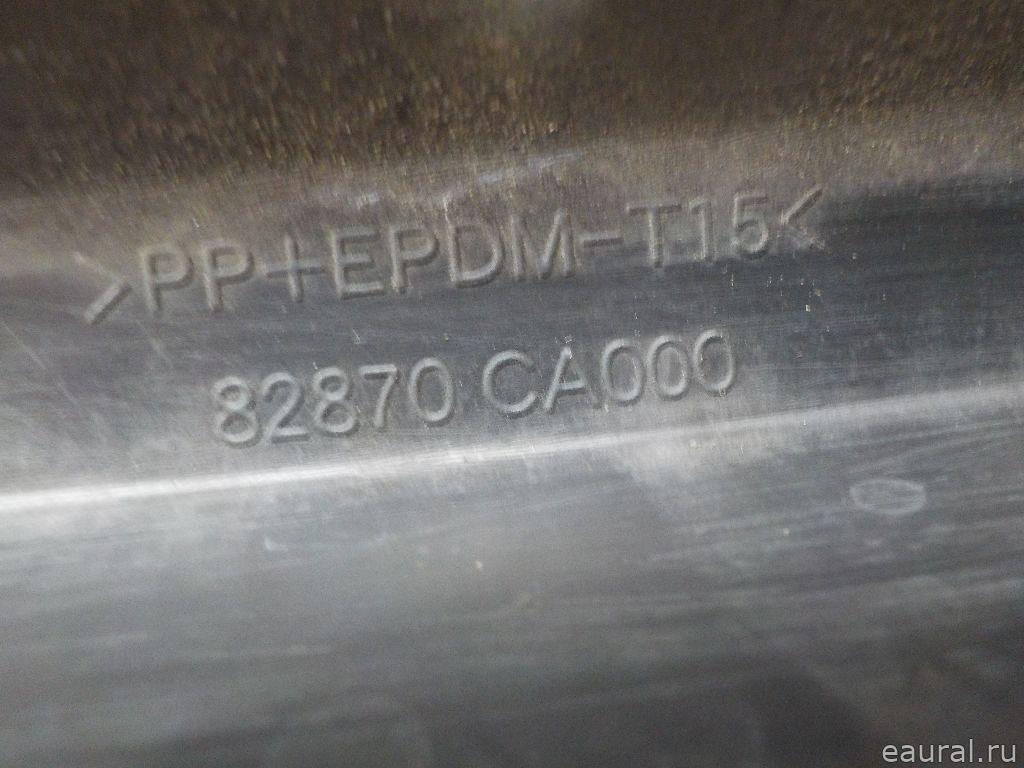 >PP+EPDM-T15<
82870 CA000
eaural.ru